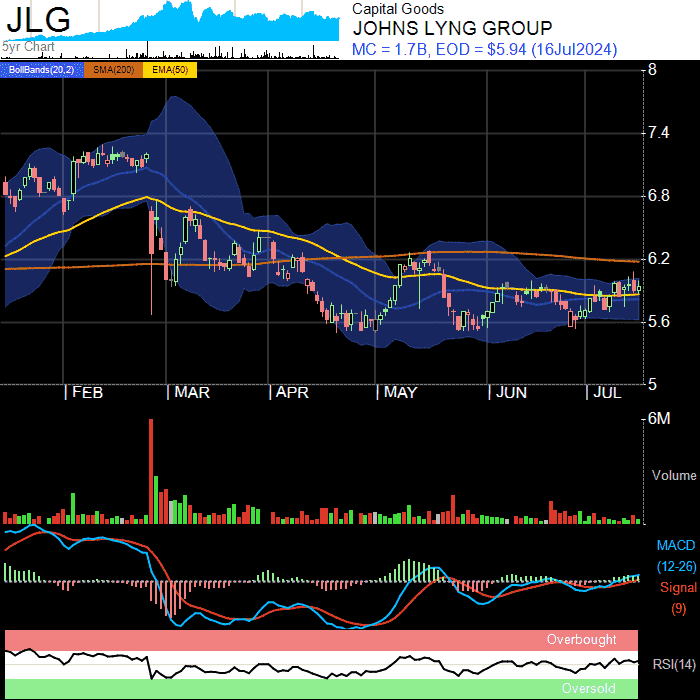 JLG
5yr Chart
Capital Goods
JOHNS LYNG GROUP
MC = 1.7B, EOD = $5.94 (16Jul2024)
BollBands(20,2) SMA(200) EMA(50)
8
7.4
6.8
6.2
5.6
5
FEB MAR APR MAY JUN JUL
6M
Volume
MACD
(12-26)
Signal
(9)
Overbought
RSI(14)
Oversold